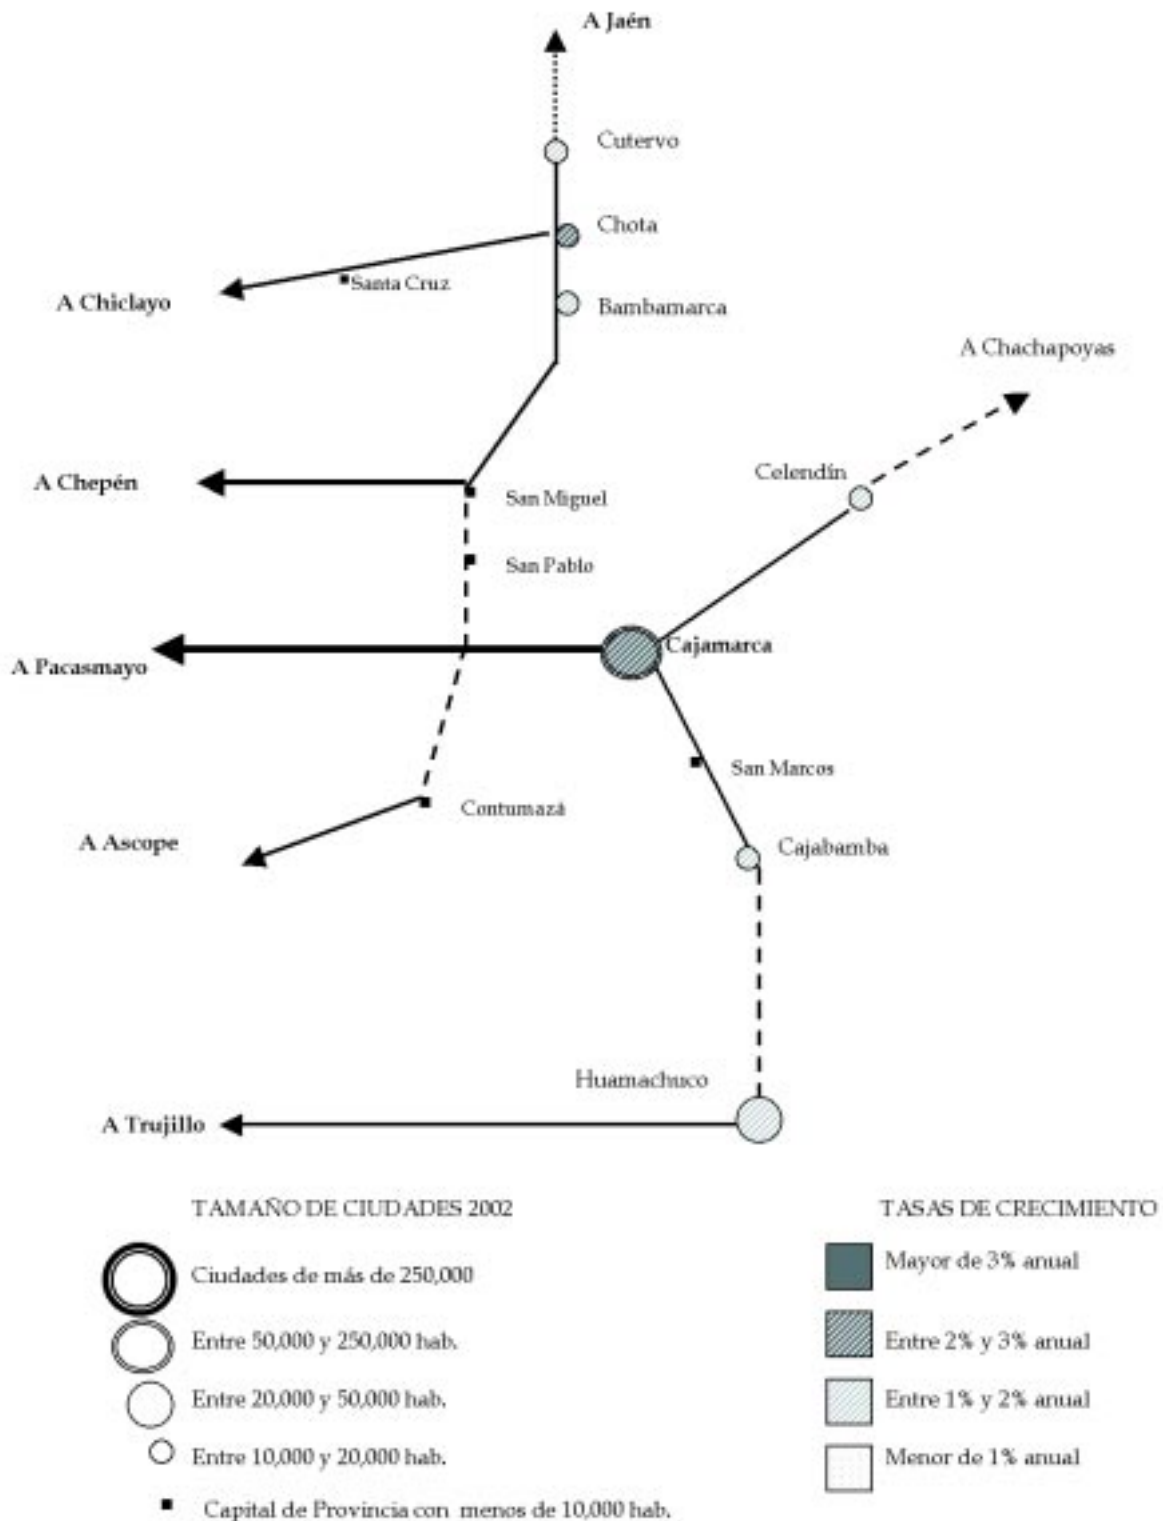 A Jaén
Cutervo
Chota
Santa Cruz
A Chiclayo
Bambamarca
A Chachapoyas
Celendín
A Chepén
San Miguel
San Pablo
Cajamarca
A Pacasmayo
San Marcos
Contumazá
A Ascope
Cajabamba
Huamachuco
A Trujillo
TAMAÑO DE CIUDADES 2002
Ciudades de más de 250,000
Entre 50,000 y 250,000 hab.
Entre 20,000 y 50,000 hab.
Entre 10,000 y 20,000 hab.
Capital de Provincia con menos de 10,000 hab.
TASAS DE CRECIMIENTO
Mayor de 3% anual
Entre 2% y 3% anual
Entre 1% y 2% anual
Menor de 1% anual